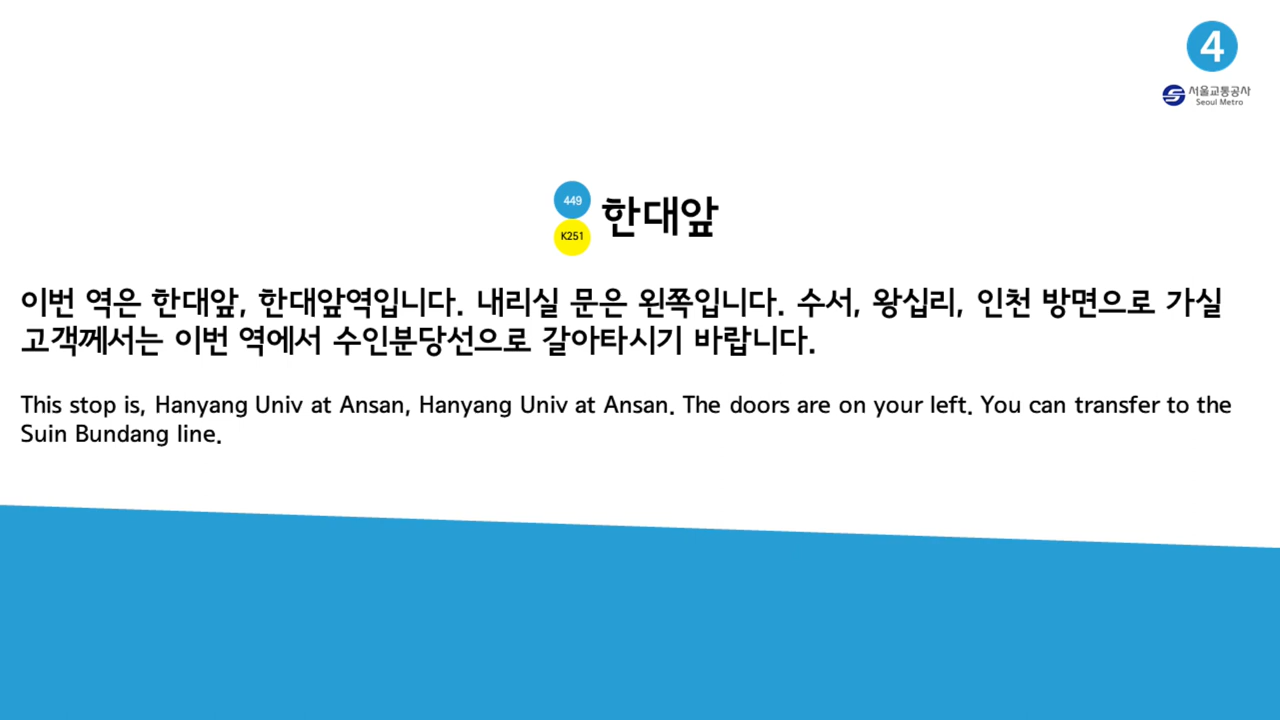 4
서울교통공사
Seoul Metro
449
K251
한대앞
이번 역은 한대앞, 한대앞역입니다. 내리실 문은 왼쪽입니다. 수서, 왕십리, 인천 방면으로 가실
고객께서는 이번 역에서 수인분당선으로 갈아타시기 바랍니다.
This stop is, Hanyang Univ at Ansan, Hanyang Univ at Ansan. The doors are on your left. You can transfer to the
Suin Bundang line.